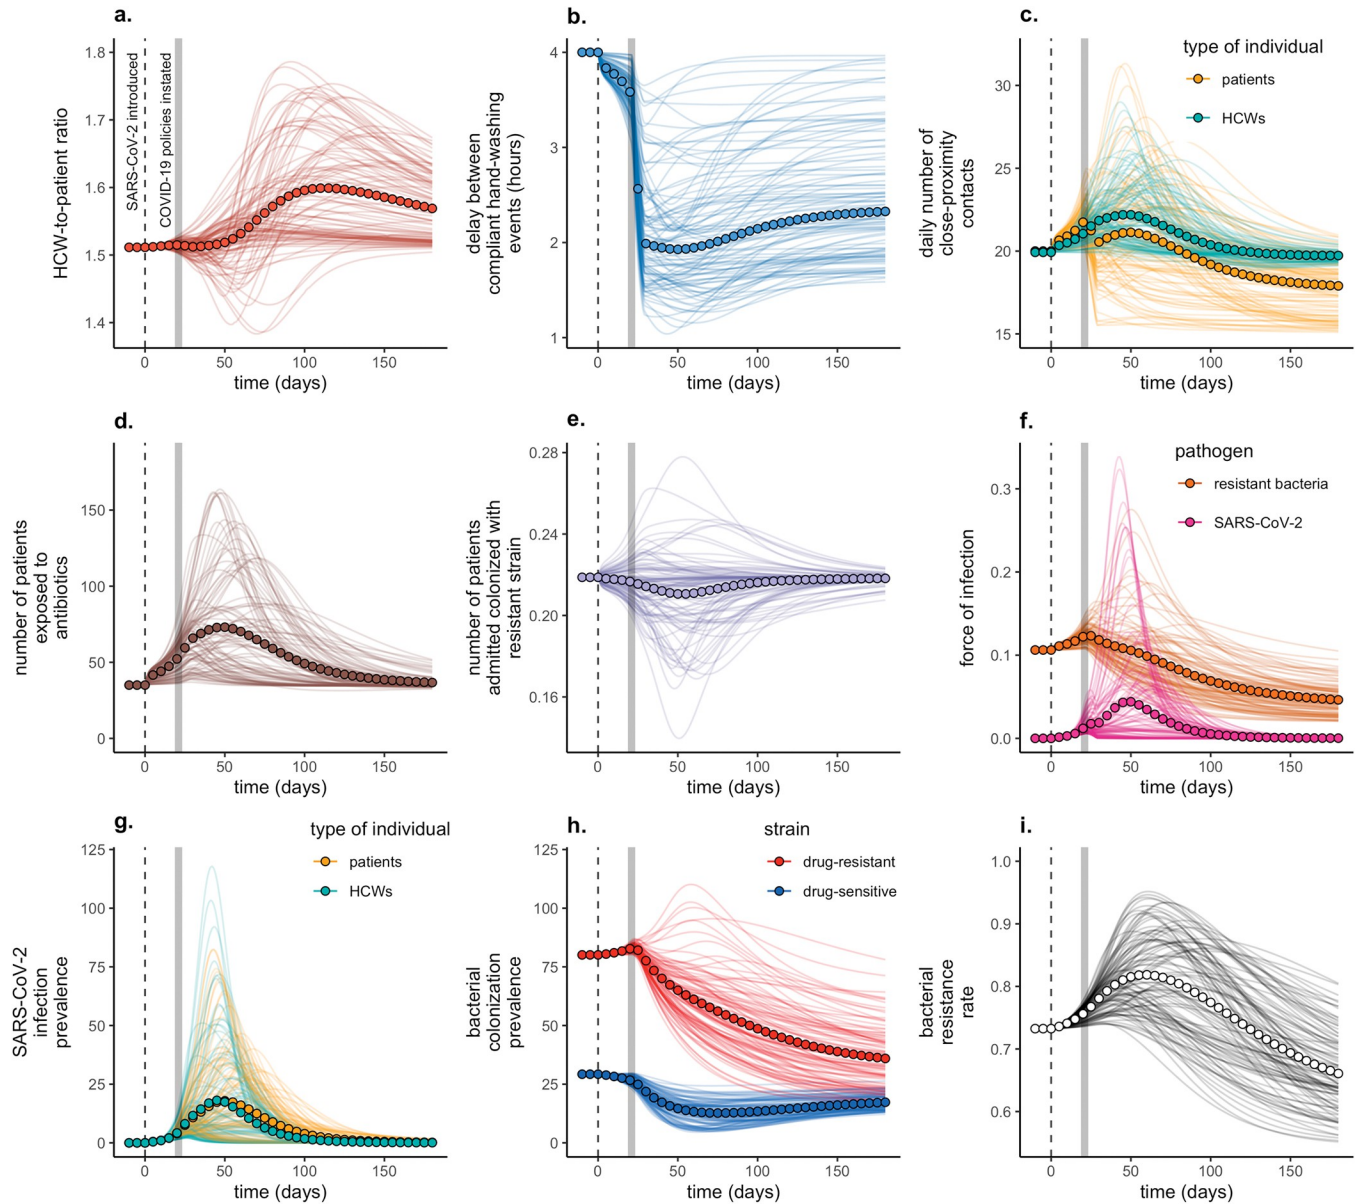 a.
HCW-to-patient ratio
1.8
1.7
1.6
1.5
1.4
SARS-CoV-2 introduced
COVID-19 policies instated
0
50
100
150
time (days)
b.
delay between
compliant hand-washing
events (hours)
4
3
2
1
0
50
100
150
time (days)
c.
daily number of
close-proximity
contacts
30
25
20
15
type of individual
patients
HCWs
0
50
100
150
time (days)
d.
number of patients
exposed to
antibiotics
150
100
50
0
0
50
100
150
time (days)
e.
number of patients
admitted colonized with
resistant strain
0.28
0.24
0.20
0.16
0
50
100
150
time (days)
f.
force of infection
0.3
0.2
0.1
0.0
pathogen
resistant bacteria
SARS-CoV-2
0
50
100
150
time (days)
g.
SARS-CoV-2
infection
prevalence
125
100
75
50
25
0
type of individual
patients
HCWs
0
50
100
150
time (days)
h.
bacterial
colonization
prevalence
125
100
75
50
25
0
strain
drug-resistant
drug-sensitive
0
50
100
150
time (days)
i.
bacterial
resistance
rate
1.0
0.9
0.8
0.7
0.6
0
50
100
150
time (days)